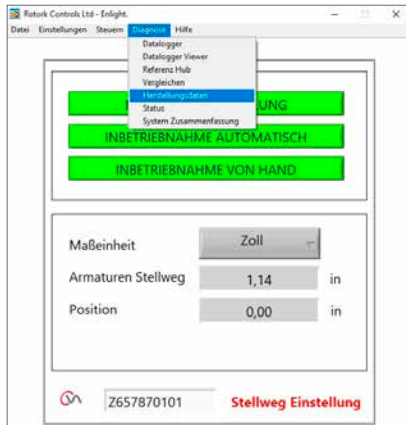 Rotork Controls Ltd - Enlight.
Datei Einstellungen Steuern Diagnose Hilfe
Datalogger
Datalogger Viewer
Referenz Hub
Vergleichen
Herstellungsdaten
Status
System Zusammenfassung
UNG
INBETRIEBNAHME AUTOMATISCH
INBETRIEBNAHME VON HAND
Maßeinheit Zoll
Armaturen Stellweg 1,14 in
Position 0,00 in
Z657870101 Stellweg Einstellung